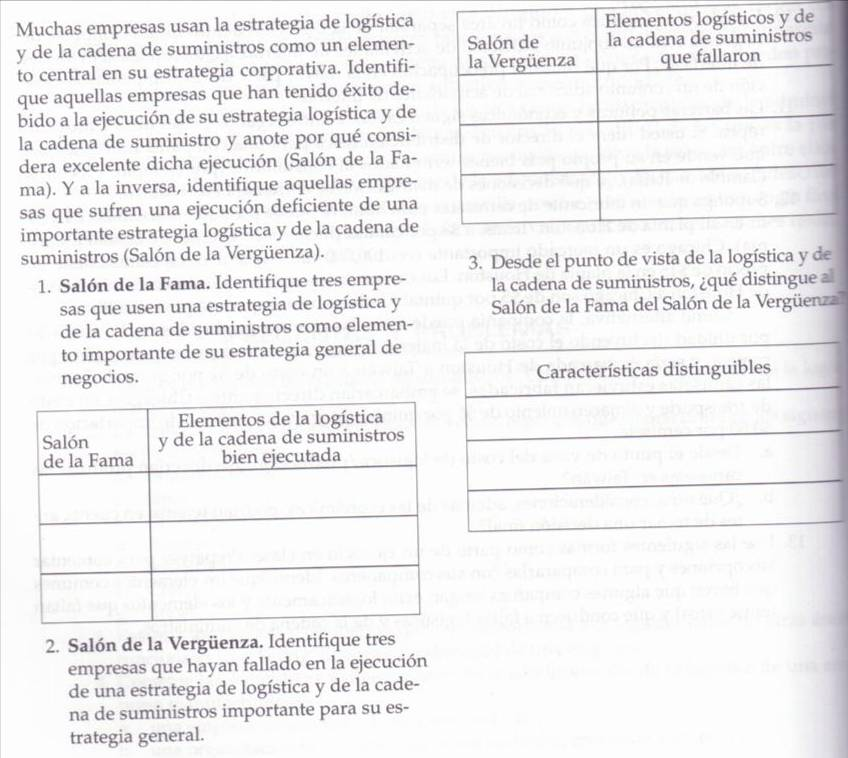 Muchas empresas usan la estrategia de logística
y de la cadena de suministros como un elemen-
to central en su estrategia corporativa. Identifi-
que aquellas empresas que han tenido éxito de-
bido a la ejecución de su estrategia logística y de
la cadena de suministro y anote por qué consi-
dera excelente dicha ejecución (Salón de la Fa-
ma). Y a la inversa, identifique aquellas empre-
sas que sufren una ejecución deficiente de una
importante estrategia logística y de la cadena de
suministros (Salón de la Vergüenza).
1. Salón de la Fama. Identifique tres empre-
sas que usen una estrategia de logística y
de la cadena de suministros como elemen-
to importante de su estrategia general de
negocios.
Salón
de la Fama
Elementos de la logística
y de la cadena de suministros
bien ejecutada
2. Salón de la Vergüenza. Identifique tres
empresas que hayan fallado en la ejecución
de una estrategia de logística y de la cade-
na de suministros importante para su es-
trategia general.
Salón de
la Vergüenza
Elementos logísticos y de
la cadena de suministros
que fallaron
3. Desde el punto de vista de la logística y de
la cadena de suministros, ¿qué distingue al
Salón de la Fama del Salón de la Vergüenza?
Características distinguibles